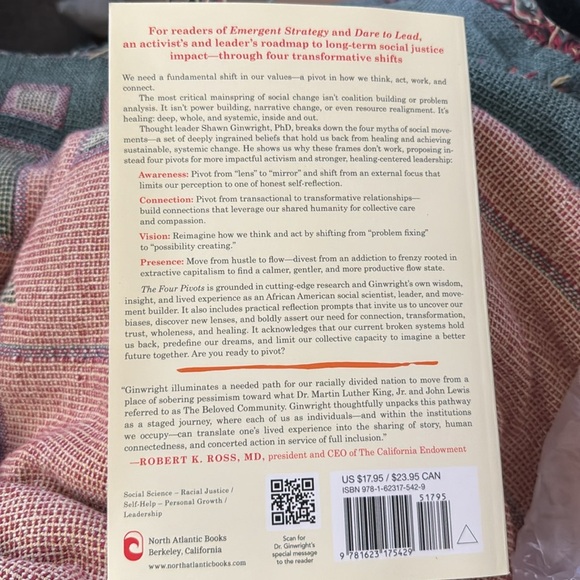 For readers of Emergent Strategy and Dare to Lead,
an activist's and leader's roadmap to long-term social justice
impact—through four transformative shifts
We need a fundamental shift in our values—a pivot in how we think, act, work, and
connect.
The most critical mainspring of social change isn't coalition building or problem
analysis. It isn't power building, narrative change, or even resource realignment. It's
healing: deep, whole, and systemic, inside and out.
Thought leader Shawn Ginwright, PhD, breaks down the four myths of social move-
ments—a set of deeply ingrained beliefs that hold us back from healing and achieving
sustainable, systemic change. He shows us why these frames don't work, proposing in-
stead four pivots for more impactful activism and stronger, healing-centered leadership:
Awareness: Pivot from "lens" to "mirror" and shift from an external focus that
limits our perception to one of honest self-reflection.
Connection: Pivot from transactional to transformative relationships—
build connections that leverage our shared humanity for collective care
and compassion.
Vision: Reimagine how we think and act by shifting from "problem fixing"
to "possibility creating."
Presence: Move from hustle to flow—divest from an addiction to frenzy rooted in
extractive capitalism to find a calmer, gentler, and more productive flow state.
The Four Pivots is grounded in cutting-edge research and Ginwright's own wisdom,
insight, and lived experience as an African American social scientist, leader, and move-
ment builder. It also includes practical reflection prompts that invite us to uncover our
biases, discover new lenses, and boldly assert our need for connection, transformation,
trust, wholeness, and healing. It acknowledges that our current broken systems hold
us back, predefine our dreams, and limit our collective capacity to imagine a better
future together. Are you ready to pivot?
"Ginwright illuminates a needed path for our racially divided nation to move from a
place of sobering pessimism toward what Dr. Martin Luther King, Jr. and John Lewis
referred to as The Beloved Community. Ginwright thoughtfully unpacks this pathway
as a staged journey, where each of us as individuals—and within the institutions
we occupy—can translate one's lived experience into the sharing of story, human
connectedness, and concerted action in service of full inclusion."
—ROBERT K. ROSS, MD, president and CEO of The California Endowment
Social Science – Racial Justice /
Self-Help – Personal Growth /
Leadership
North Atlantic Books
Berkeley, California
www.northatlanticbooks.com
Scan for
Dr. Ginwright's
special message
to the reader
US $17.95 / $23.95 CAN
ISBN 978-1-62317-542-9
51795
9 781623 175429